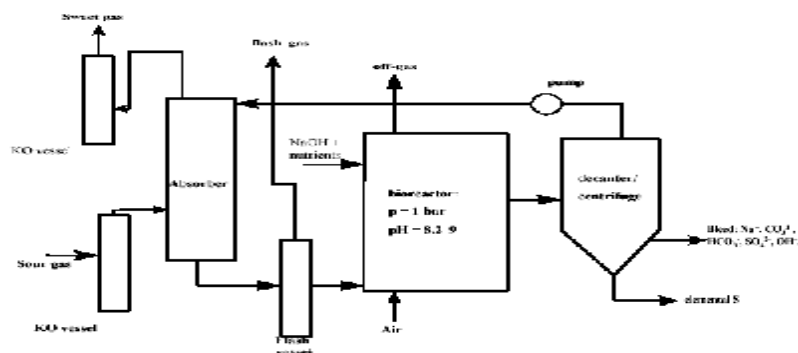 Sweet gas
flash gas
off-gas
pump
NaOH +
nutrients
KO vessel
Absorber
bioreactor:
p = 1 bar
pH = 8.2-9
decanter/
centrifuge
Bleed: Na⁺, CO₃²⁻,
HCO₃⁻, SO₄²⁻, OH⁻
Sour gas
elemental S
KO vessel
Air
Flash
vessel